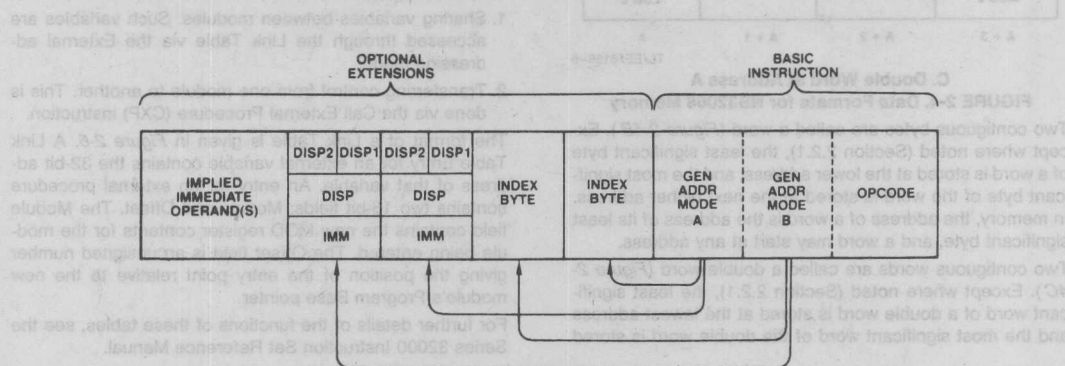 A + 3 A + 2 A + 1 A
C. Double Word at Address A
FIGURE 2-4. Data Formats for NS32008 Memory
Two contiguous bytes are called a word (Figure 2-4B). Ex-
cept where noted (Section 2.2.1), the least significant byte
of a word is stored at the lower address, and the most signifi-
cant byte of the word is stored at the next higher address.
In memory, the address of a word is the address of its least
significant byte, and a word may start at any address.
Two contiguous words are called a double word (Figure 2-
4C). Except where noted (Section 2.2.1), the least signifi-
cant word of a double word is stored at the lowest address
and the most significant word of the double word is stored
1. Sharing variables between modules. Such variables are
accessed through the Link Table via the External ad-
dressing
2. Transferring control from one module to another. This is
done via the Call External Procedure (CXP) instruction.
The format of a Link Table is given in Figure 2-6. A Link
Table entry for an external variable contains the 32-bit ad-
dress of that variable. An entry for an external procedure
contains two 16-bit fields: Module and Offset. The Module
field contains the new MOD register contents for the mod-
ule being entered. The Offset field is an unsigned number
giving the position of the entry point relative to the new
module's Program Base pointer.
For further details of the functions of these tables, see the
Series 32000 Instruction Set Reference Manual.
OPTIONAL
EXTENSIONS
BASIC
INSTRUCTION
IMPLIED
IMMEDIATE
OPERAND(S)
DISP2 DISP1
DISP
IMM
DISP2 DISP1
DISP
IMM
INDEX
BYTE
INDEX
BYTE
GEN
ADDR
MODE
A
GEN
ADDR
MODE
B
OPCODE